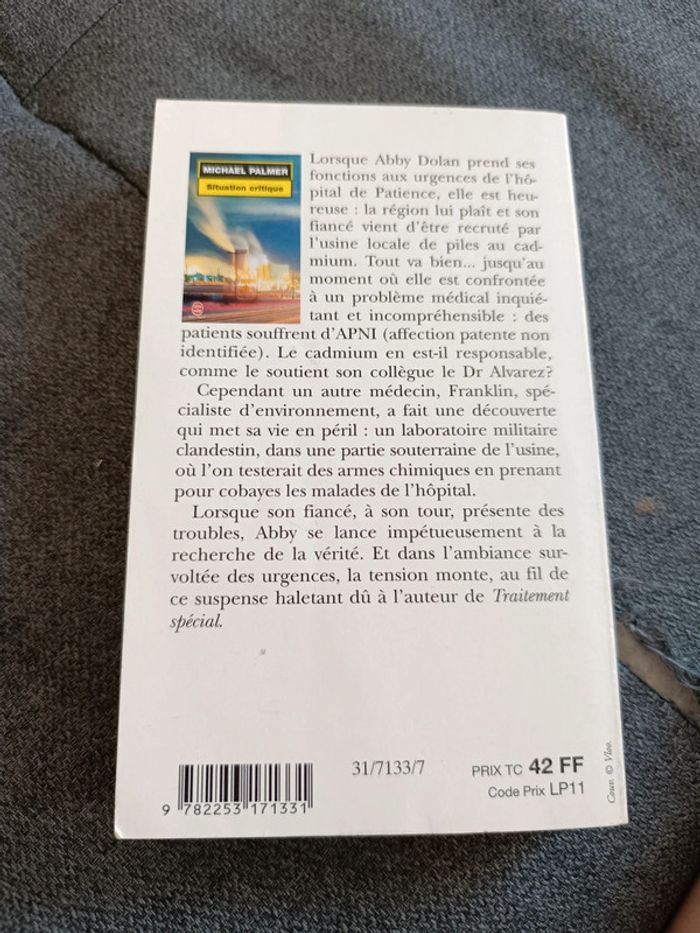 MICHAEL PALMER
Situation critique
Lorsque Abby Dolan prend ses
fonctions aux urgences de l'hô-
pital de Patience, elle est heu-
reuse : la région lui plaît et son
fiancé vient d'être recruté par
l'usine locale de piles au cad-
mium. Tout va bien... jusqu'au
moment où elle est confrontée
à un problème médical inquié-
tant et incompréhensible : des
patients souffrent d'APNI (affection patente non
identifiée). Le cadmium en est-il responsable,
comme le soutient son collègue le Dr Alvarez?
Cependant un autre médecin, Franklin, spé-
cialiste d'environnement, a fait une découverte
qui met sa vie en péril : un laboratoire militaire
clandestin, dans une partie souterraine de l'usine,
où l'on testerait des armes chimiques en prenant
pour cobayes les malades de l'hôpital.
Lorsque son fiancé, à son tour, présente des
troubles, Abby se lance impétueusement à la
recherche de la vérité. Et dans l'ambiance sur-
voltée des urgences, la tension monte, au fil de
ce suspense haletant dû à l'auteur de Traitement
spécial.
9 782253 171331
31/7133/7
PRIX TC 42 FF
Code Prix LP11
Couv. © Vloo.